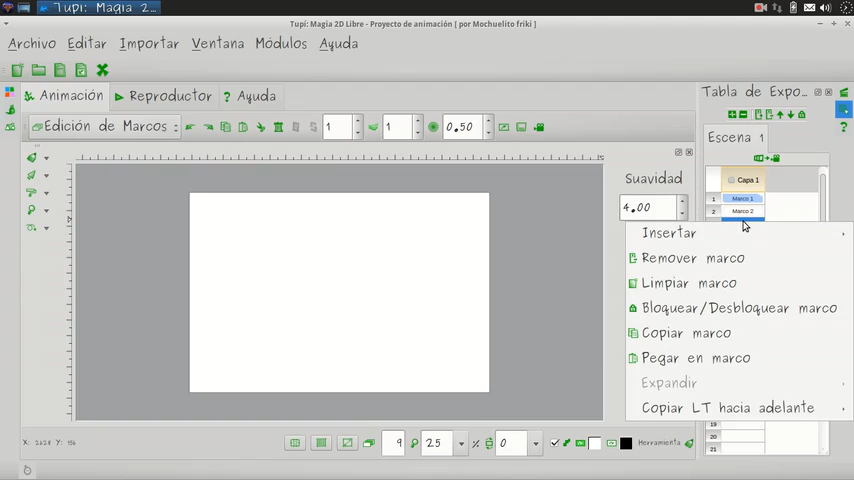 Tupi: Magia 2...
Tupi: Magia 2D Libre - Proyecto de animación [ por Mochuelito friki ]
Archivo Editar Importar Ventana Módulos Ayuda
Animación Reproductor ? Ayuda
Tabla de Expo...
Edición de Marcos 1 1 0.50
Escena 1
Suavidad
4.00
Capa 1
1 Marco 1
2 Marco 2
Insertar
Remover marco
Limpiar marco
Bloquear/Desbloquear marco
Copiar marco
Pegar en marco
Expandir
Copiar LT hacia adelante
19
20
21
9 25 % 0 Herramienta